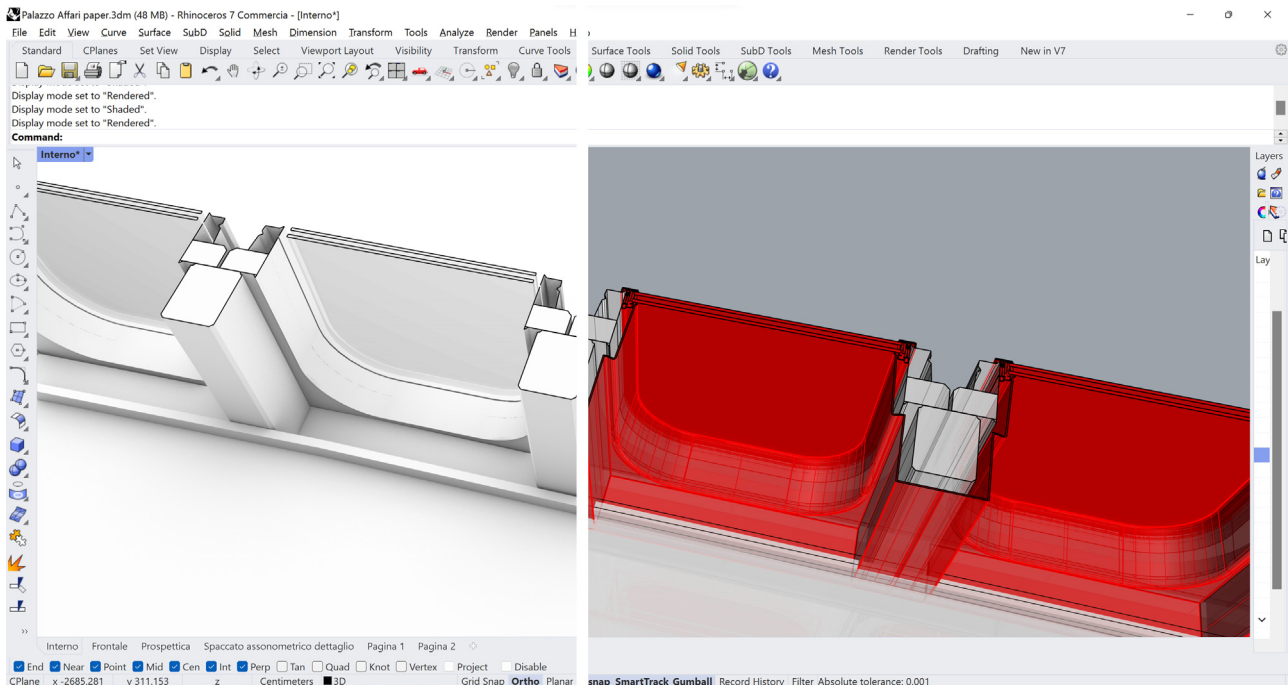 Palazzo Affari paper.3dm (48 MB) - Rhinoceros 7 Commercia - [Interno*]
File Edit View Curve Surface SubD Solid Mesh Dimension Transform Tools Analyze Render Panels H
Standard CPlanes Set View Display Select Viewport Layout Visibility Transform Curve Tools Surface Tools Solid Tools SubD Tools Mesh Tools Render Tools Drafting New in V7
Display mode set to "Rendered".
Display mode set to "Shaded".
Display mode set to "Rendered".
Command:
Interno*
Layers
Lay
Interno Frontale Prospettica Spaccato assonometrico dettaglio Pagina 1 Pagina 2
End Near Point Mid Cen Int Perp Tan Quad Knot Vertex Project Disable
CPlane x -2685.281 y 311.153 z Centimeters 3D Grid Snap Ortho Planar snap SmartTrack Gumball Record History Filter Absolute tolerance: 0.001